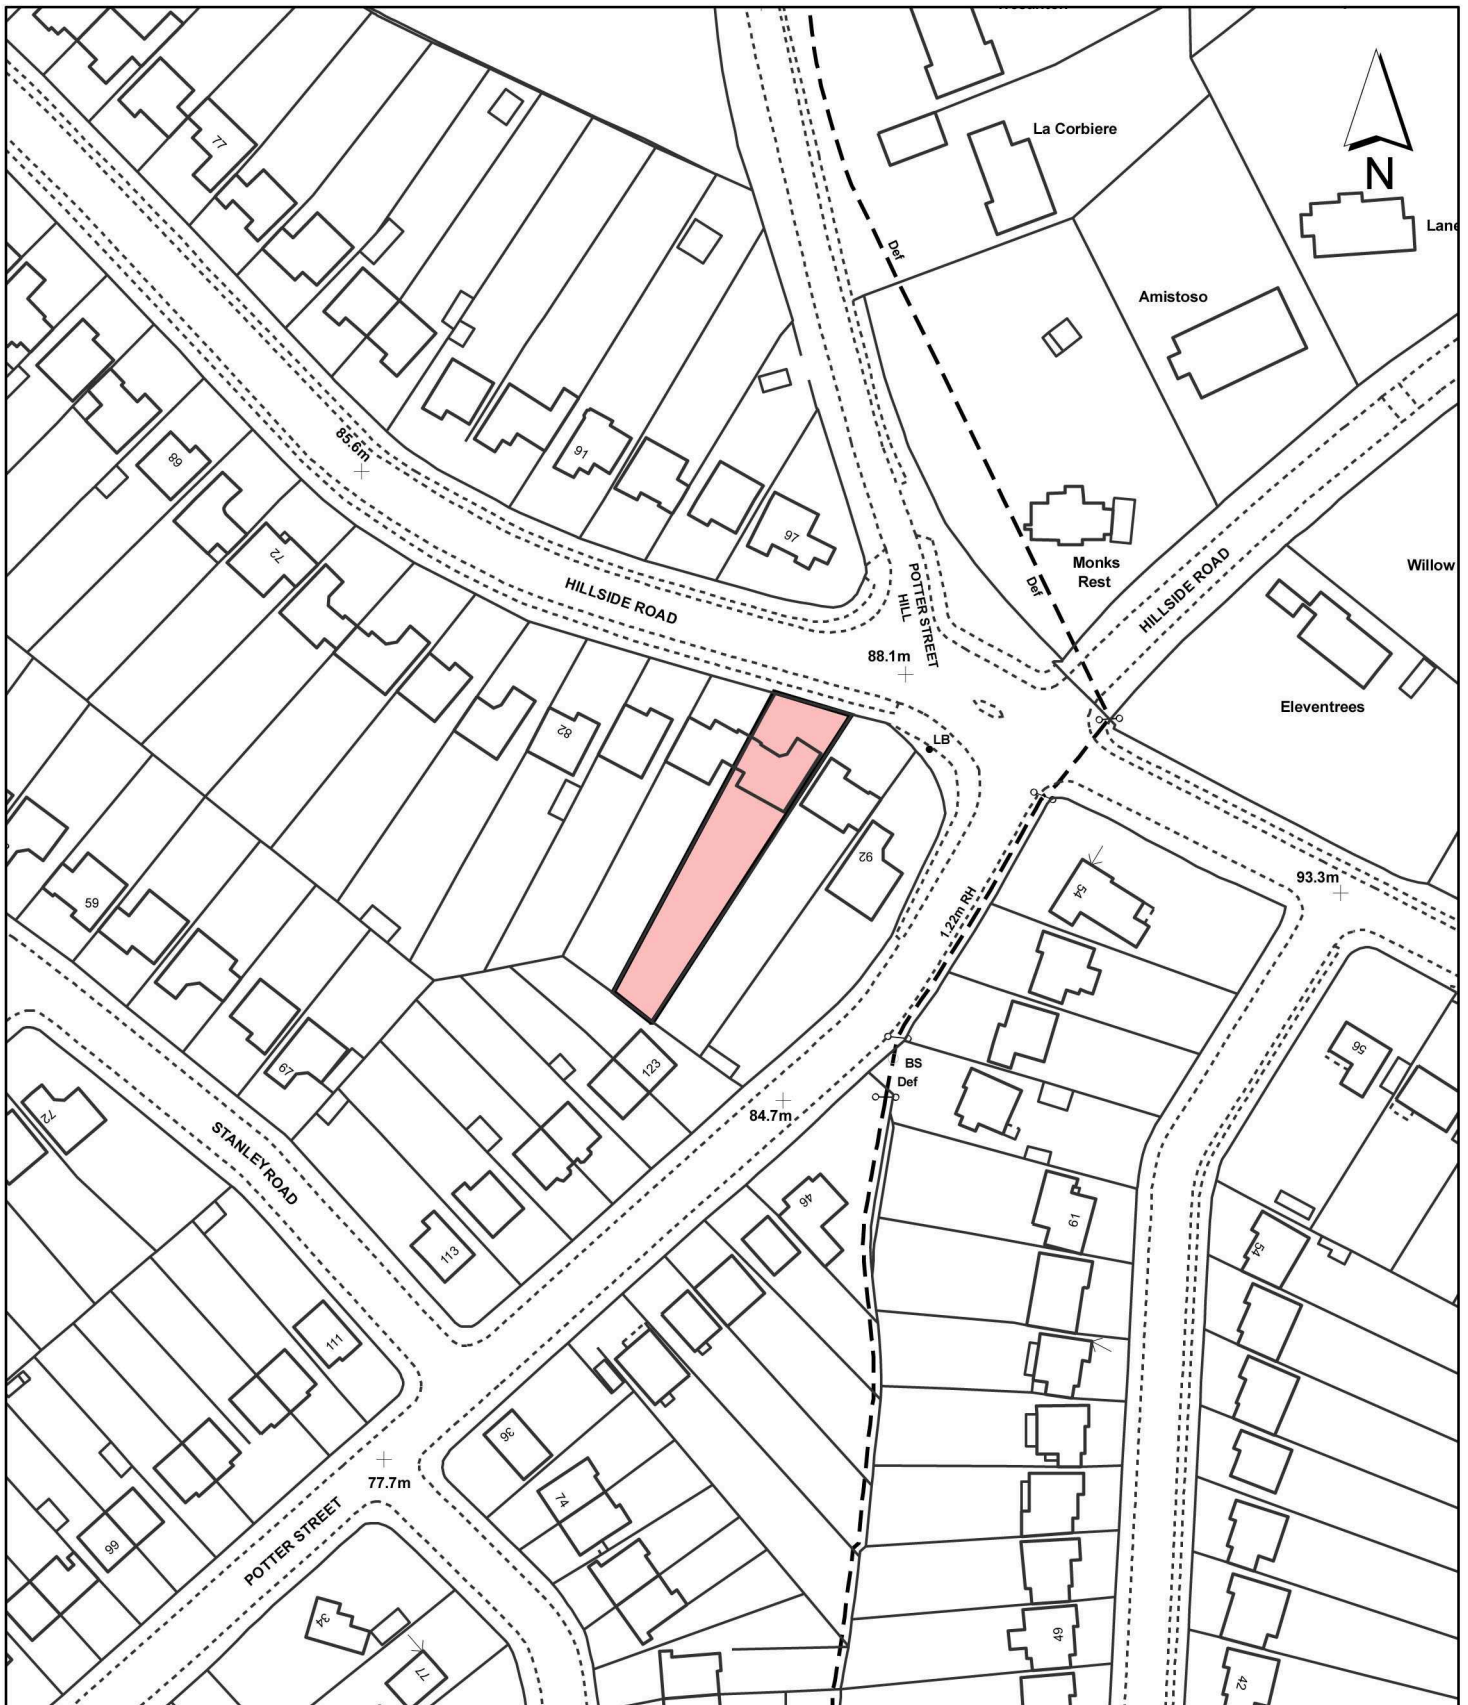 La Corbiere
N
77
Lane
Def
Amistoso
85.6m
68
91
97
72
Monks
Rest
Def
Willow
HILLSIDE ROAD
HILLSIDE ROAD
POTTER STREET
HILL
88.1m
Eleventrees
82
LB
92
93.3m
54
59
1.22m RH
56
67
123
BS
Def
84.7m
72
STANLEY ROAD
46
61
113
54
111
36
77.7m
74
99
POTTER STREET
34
49
77
42